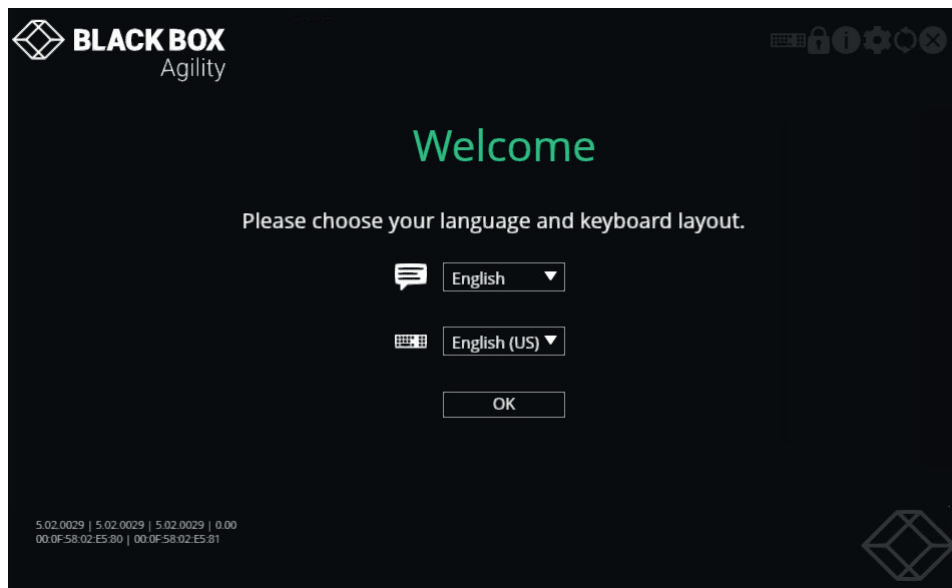 BLACK BOX
Agility
Welcome
Please choose your language and keyboard layout.
English
English (US)
OK
5.02.0029 | 5.02.0029 | 5.02.0029 | 0.00
00:0F:58:02:E5:80 | 00:0F:58:02:E5:81